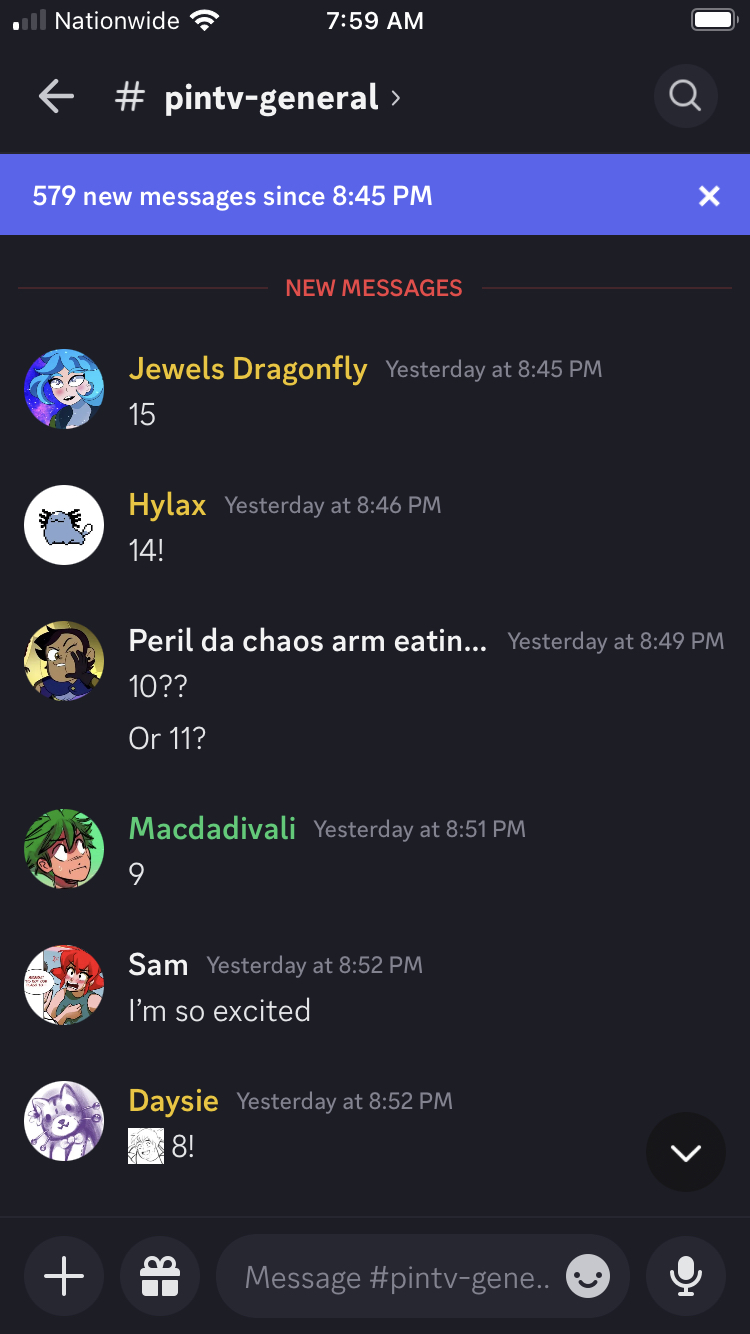 Nationwide 7:59 AM
# pintv-general ›
579 new messages since 8:45 PM
NEW MESSAGES
Jewels Dragonfly Yesterday at 8:45 PM
15
Hylax Yesterday at 8:46 PM
14!
Peril da chaos arm eatin... Yesterday at 8:49 PM
10??
Or 11?
Macdadivali Yesterday at 8:51 PM
9
Sam Yesterday at 8:52 PM
I'm so excited
Daysie Yesterday at 8:52 PM
8!
Message #pintv-gene..